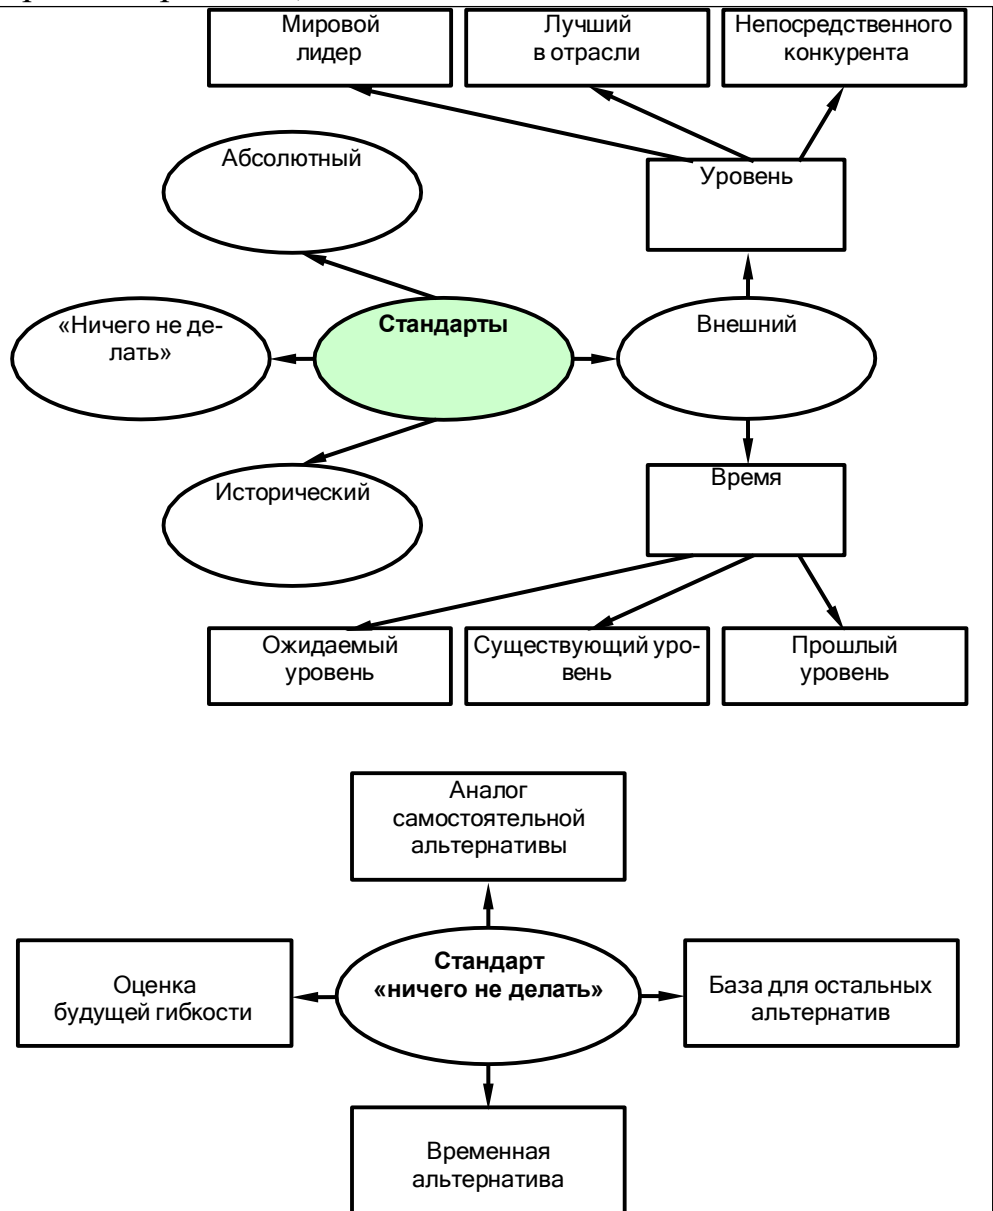 Мировой
лидер
Лучший
в отрасли
Непосредственного
конкурента
Абсолютный
Уровень
«Ничего не де-
лать»
Стандарты
Внешний
Исторический
Время
Ожидаемый
уровень
Существующий уро-
вень
Прошлый
уровень
Аналог
самостоятельной
альтернативы
Оценка
будущей гибкости
Стандарт
«ничего не делать»
База для остальных
альтернатив
Временная
альтернатива